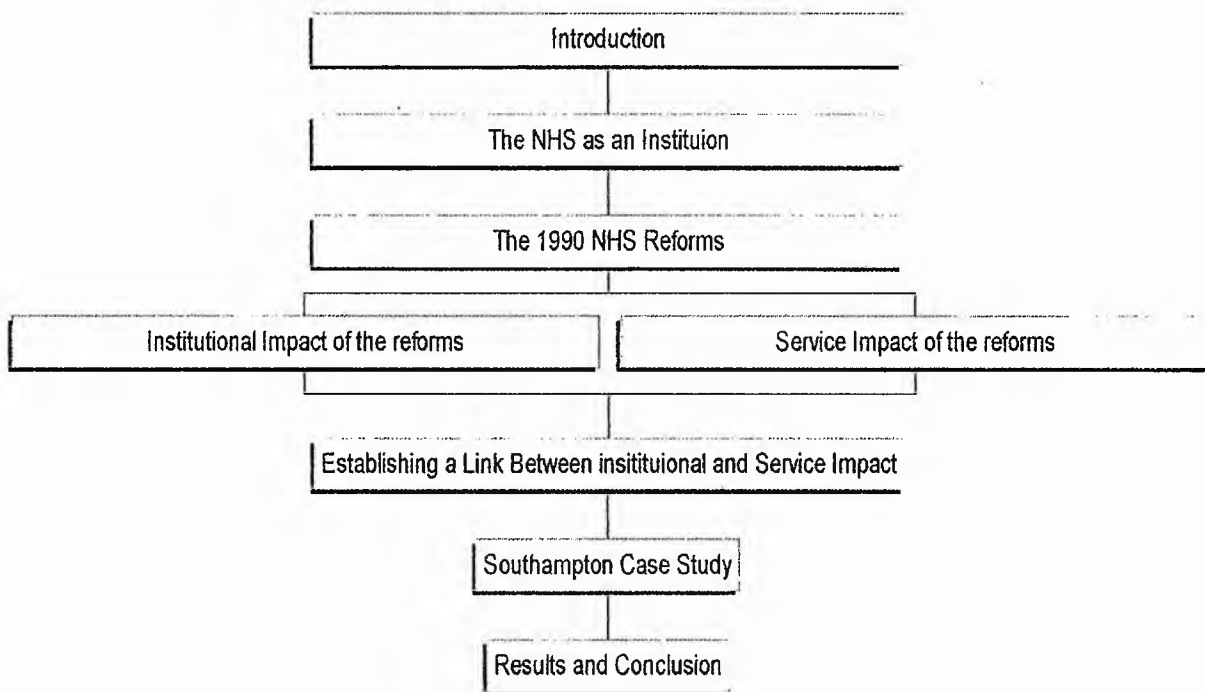 Introduction
The NHS as an Instituion
The 1990 NHS Reforms
Institutional Impact of the reforms
Service Impact of the reforms
Establishing a Link Between insitituional and Service Impact
Southampton Case Study
Results and Conclusion